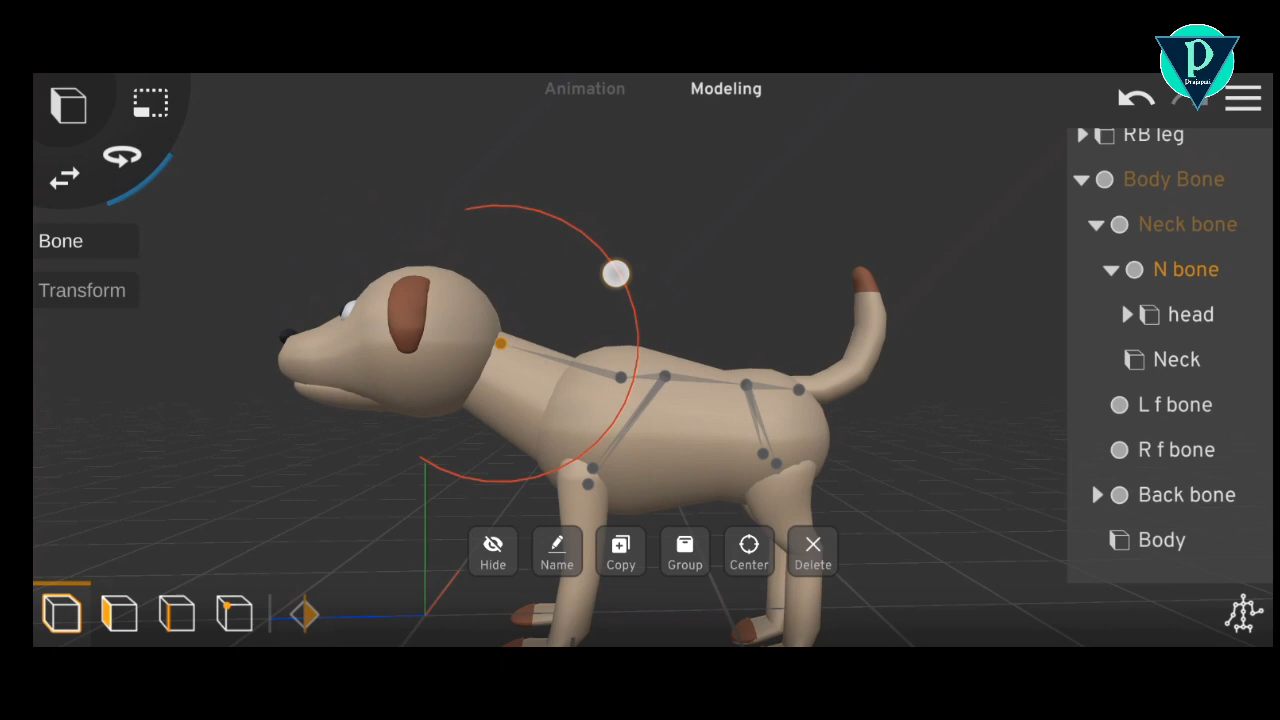 Animation
Modeling
P
Prajapati
RB leg
Body Bone
Neck bone
Bone
N bone
Transform
head
Neck
L f bone
R f bone
Back bone
Body
Hide
Name
Copy
Group
Center
Delete